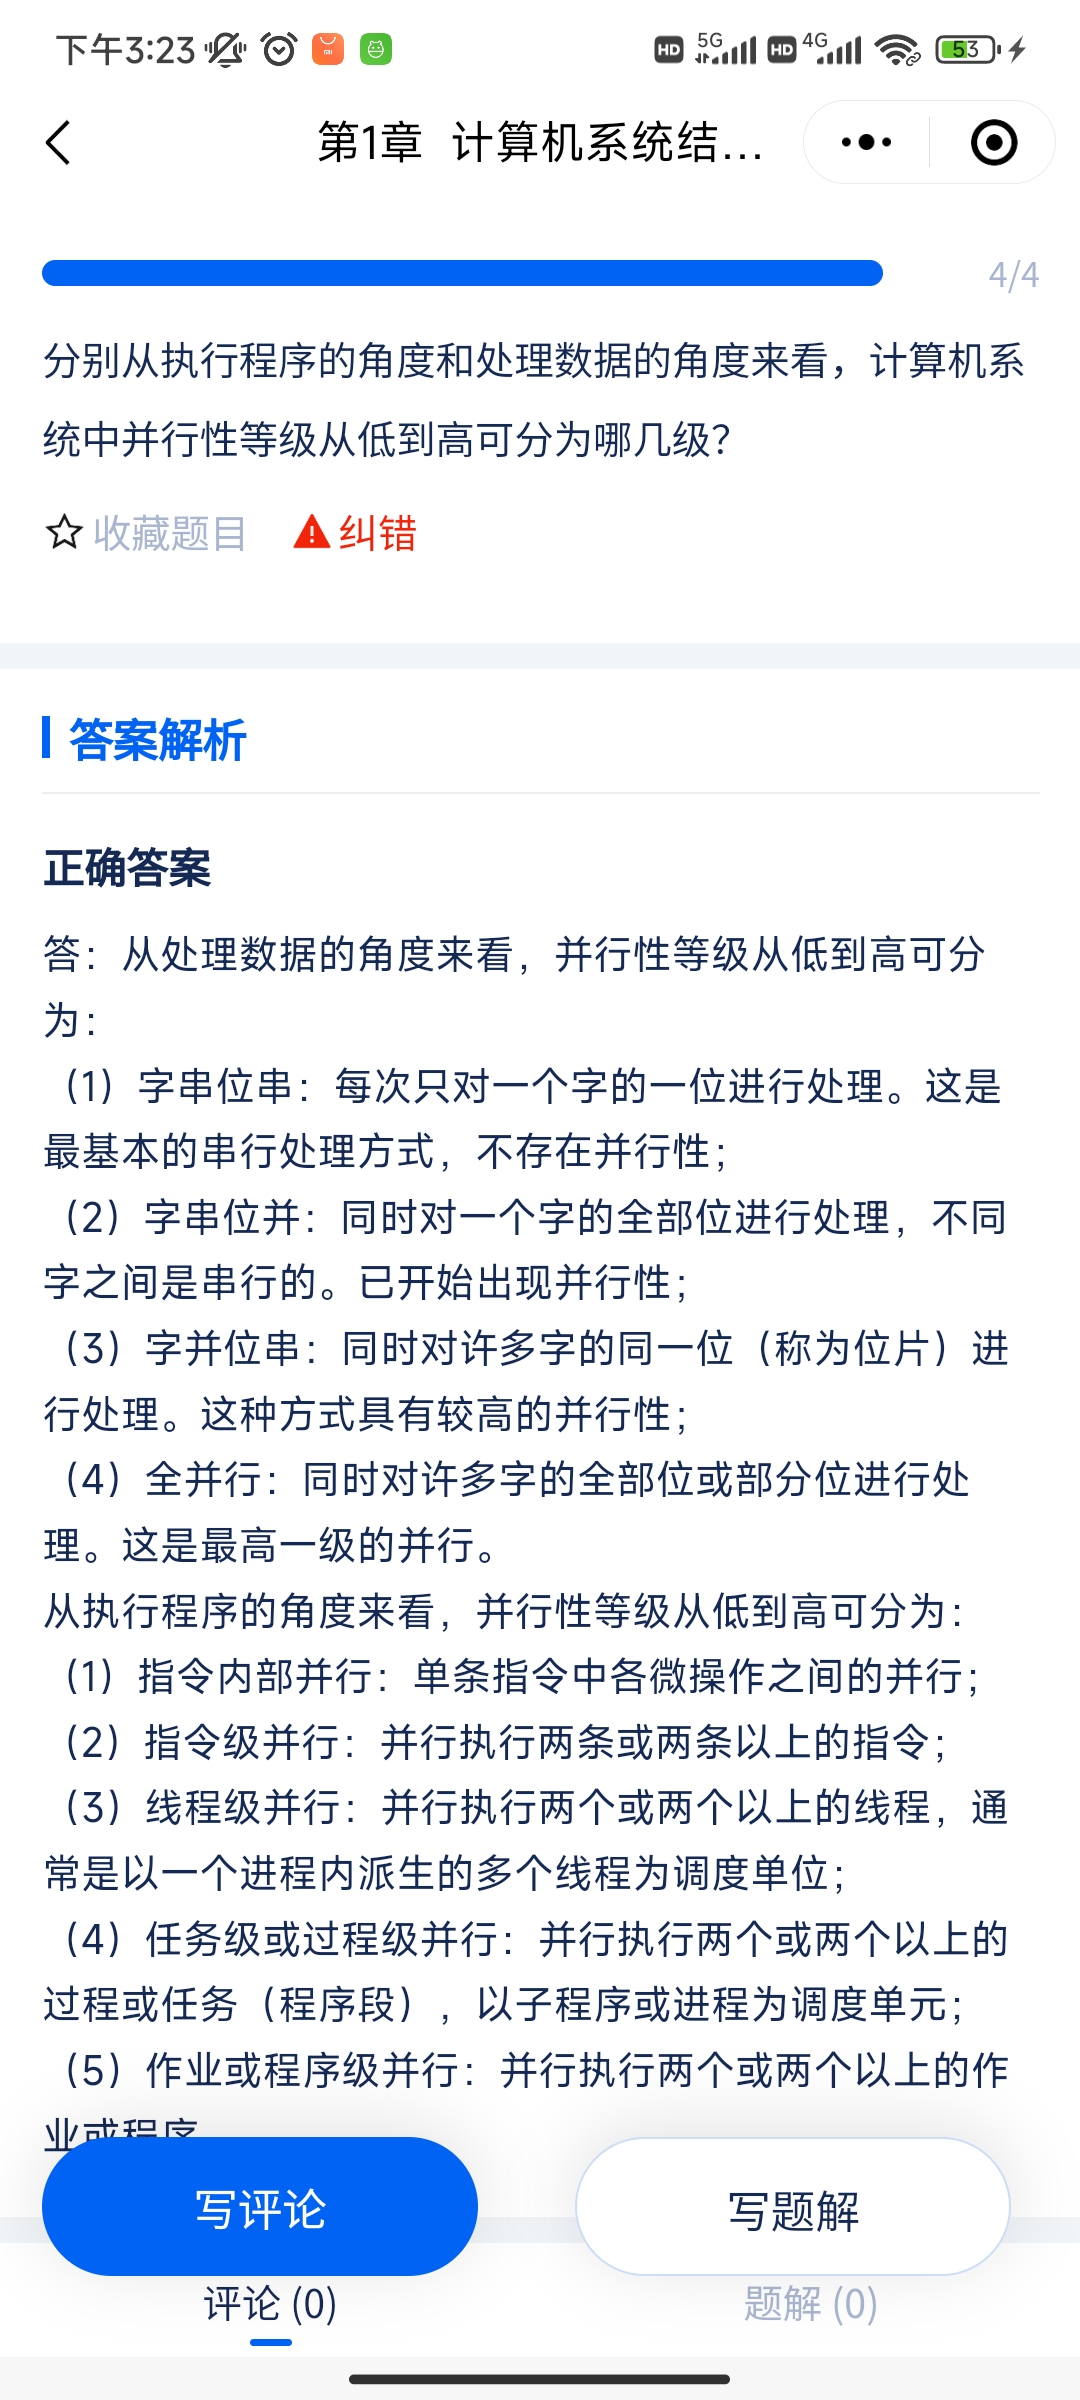 下午3:23
HD 5G HD 4G 53
第1章 计算机系统结...
4/4
分别从执行程序的角度和处理数据的角度来看，计算机系
统中并行性等级从低到高可分为哪几级？
收藏题目 纠错
答案解析
正确答案
答：从处理数据的角度来看，并行性等级从低到高可分
为：
（1）字串位串：每次只对一个字的一位进行处理。这是
最基本的串行处理方式，不存在并行性；
（2）字串位并：同时对一个字的全部位进行处理，不同
字之间是串行的。已开始出现并行性；
（3）字并位串：同时对许多字的同一位（称为位片）进
行处理。这种方式具有较高的并行性；
（4）全并行：同时对许多字的全部位或部分位进行处
理。这是最高一级的并行。
从执行程序的角度来看，并行性等级从低到高可分为：
（1）指令内部并行：单条指令中各微操作之间的并行；
（2）指令级并行：并行执行两条或两条以上的指令；
（3）线程级并行：并行执行两个或两个以上的线程，通
常是以一个进程内派生的多个线程为调度单位；
（4）任务级或过程级并行：并行执行两个或两个以上的
过程或任务（程序段），以子程序或进程为调度单元；
（5）作业或程序级并行：并行执行两个或两个以上的作
业或程序
写评论 写题解
评论 (0) 题解 (0)